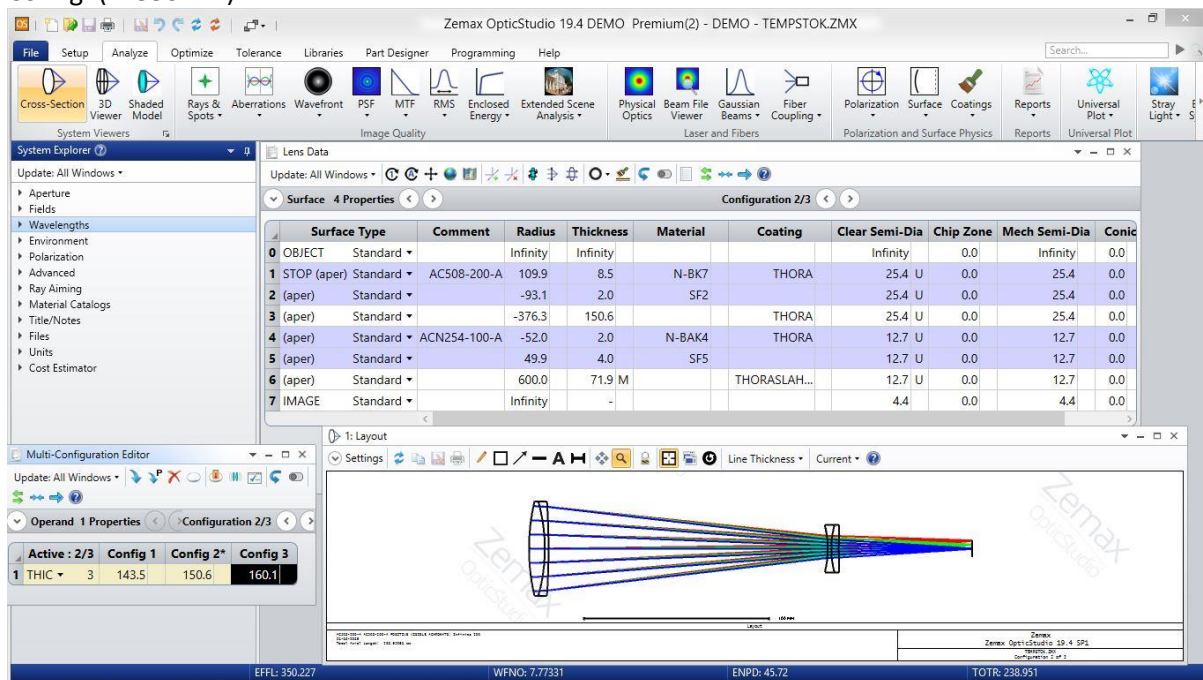 Zemax OpticStudio 19.4 DEMO Premium(2) - DEMO - TEMPSTOK.ZMX
File Setup Analyze Optimize Tolerance Libraries Part Designer Programming Help Search...
Cross-Section 3D Viewer Shaded Model Rays & Spots Aberrations Wavefront PSF MTF RMS Enclosed Energy Extended Scene Analysis Physical Optics Beam File Viewer Gaussian Beams Fiber Coupling Polarization Surface Coatings Reports Universal Plot Stray Light
System Viewers Image Quality Laser and Fibers Polarization and Surface Physics Reports Universal Plot
System Explorer
Update: All Windows
Aperture
Fields
Wavelengths
Environment
Polarization
Advanced
Ray Aiming
Material Catalogs
Title/Notes
Files
Units
Cost Estimator
Lens Data
Update: All Windows
Surface 4 Properties Configuration 2/3
Surface Type Comment Radius Thickness Material Coating Clear Semi-Dia Chip Zone Mech Semi-Dia Conic
0 OBJECT Standard Infinity Infinity Infinity 0.0 Infinity 0.0
1 STOP (aper) Standard AC508-200-A 109.9 8.5 N-BK7 THORA 25.4 U 0.0 25.4 0.0
2 (aper) Standard -93.1 2.0 SF2 25.4 U 0.0 25.4 0.0
3 (aper) Standard -376.3 150.6 THORA 25.4 U 0.0 25.4 0.0
4 (aper) Standard ACN254-100-A -52.0 2.0 N-BAK4 THORA 12.7 U 0.0 12.7 0.0
5 (aper) Standard 49.9 4.0 SF5 12.7 U 0.0 12.7 0.0
6 (aper) Standard 600.0 71.9 M THORASLAH... 12.7 U 0.0 12.7 0.0
7 IMAGE Standard Infinity - 4.4 0.0 4.4 0.0
Multi-Configuration Editor
Update: All Windows
Operand 1 Properties Configuration 2/3
Active : 2/3 Config 1 Config 2* Config 3
1 THIC 3 143.5 150.6 160.1
1: Layout
Settings Line Thickness Current
Zemax
OpticStudio
Zemax
OpticStudio
100 mm
Layout
Zemax
Zemax OpticStudio 19.4 SP1
TEMPSTOK.ZMX
Configuration 2 of 3
EFFL: 350.227 WFNO: 7.77331 ENPD: 45.72 TOTR: 238.951